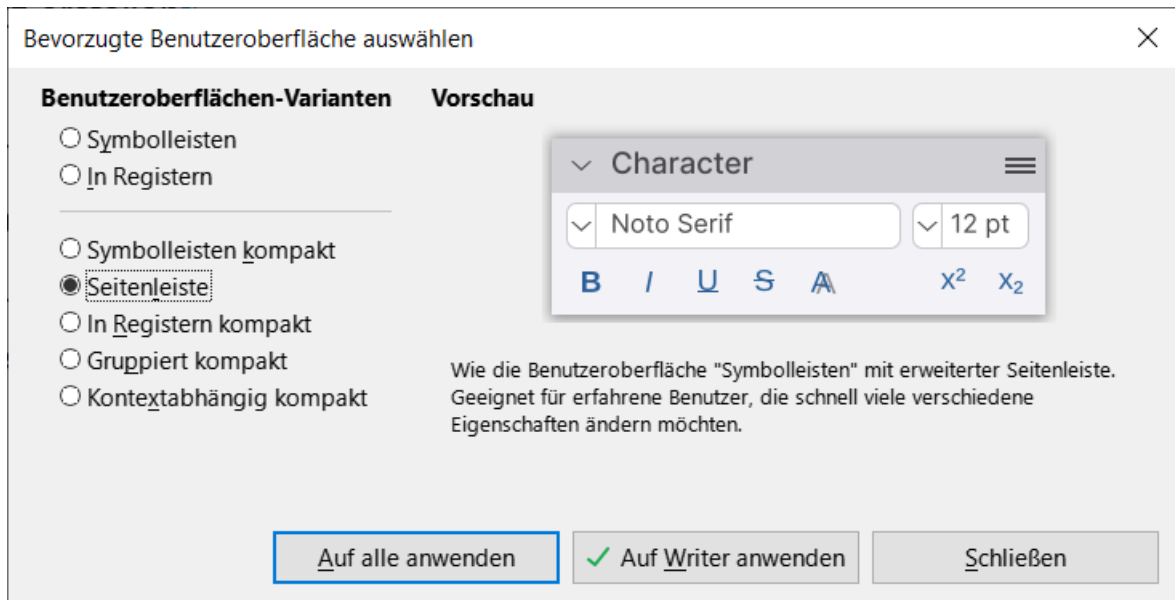 Bevorzugte Benutzeroberfläche auswählen
Benutzeroberflächen-Varianten
Symbolleisten
In Registern
Symbolleisten kompakt
Seitenleiste
In Registern kompakt
Gruppiert kompakt
Kontextabhängig kompakt
Vorschau
Character
Noto Serif 12 pt
B I U S A x² x₂
Wie die Benutzeroberfläche "Symbolleisten" mit erweiterter Seitenleiste.
Geeignet für erfahrene Benutzer, die schnell viele verschiedene
Eigenschaften ändern möchten.
Auf alle anwenden Auf Writer anwenden Schließen